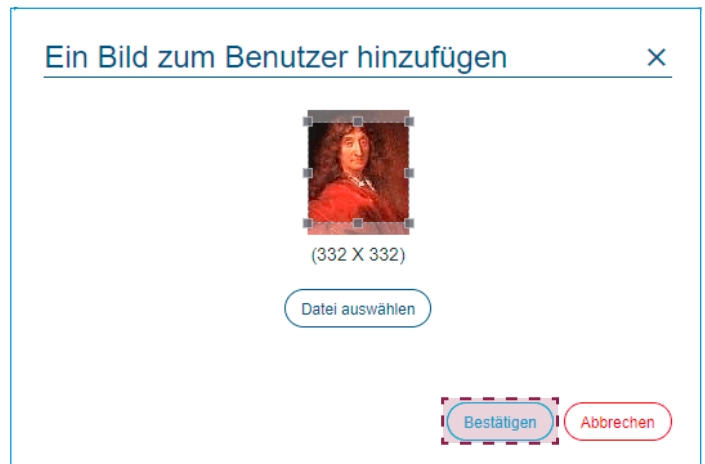 Ein Bild zum Benutzer hinzufügen
(332 X 332)
Datei auswählen
Bestätigen Abbrechen